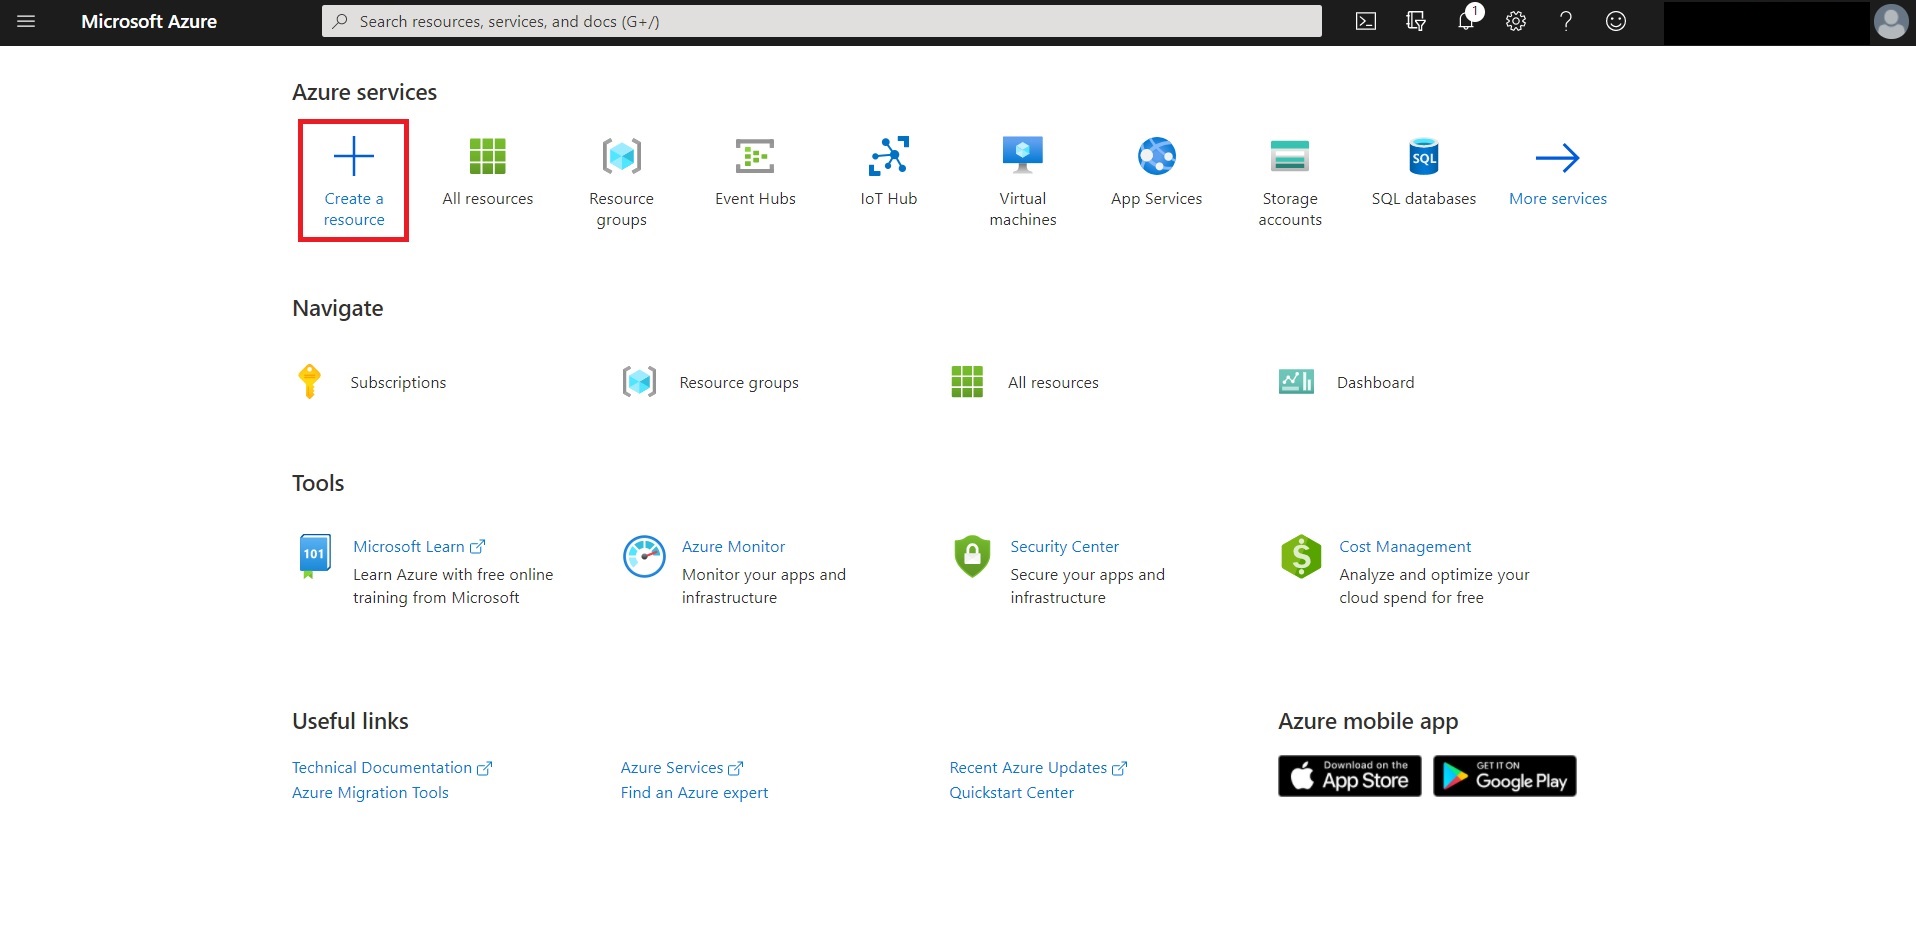 Microsoft Azure
Search resources, services, and docs (G+/)
1
Azure services
Create a resource
All resources
Resource groups
Event Hubs
IoT Hub
Virtual machines
App Services
Storage accounts
SQL
SQL databases
More services
Navigate
Subscriptions
Resource groups
All resources
Dashboard
Tools
101
Microsoft Learn
Learn Azure with free online
training from Microsoft
Azure Monitor
Monitor your apps and
infrastructure
Security Center
Secure your apps and
infrastructure
$
Cost Management
Analyze and optimize your
cloud spend for free
Useful links
Technical Documentation
Azure Migration Tools
Azure Services
Find an Azure expert
Recent Azure Updates
Quickstart Center
Azure mobile app
Download on the
App Store
GET IT ON
Google Play